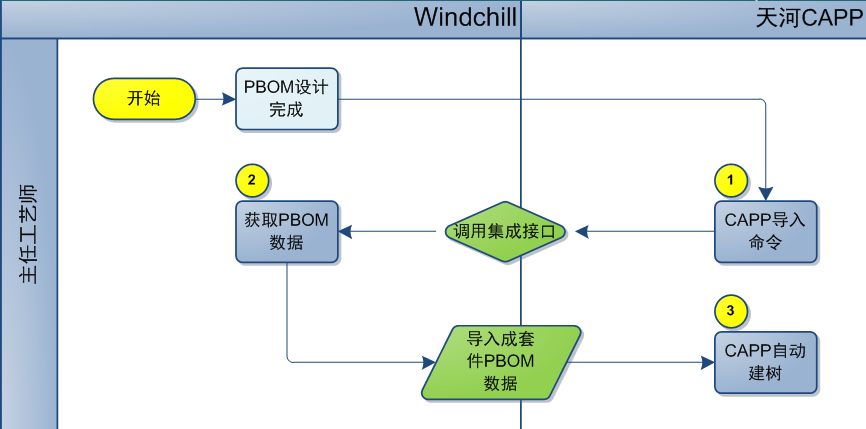 Windchill
天河CAPP
主任工艺师
开始
PBOM设计
完成
1
CAPP导入
命令
调用集成接口
2
获取PBOM
数据
导入成套
件PBOM
数据
3
CAPP自动
建树